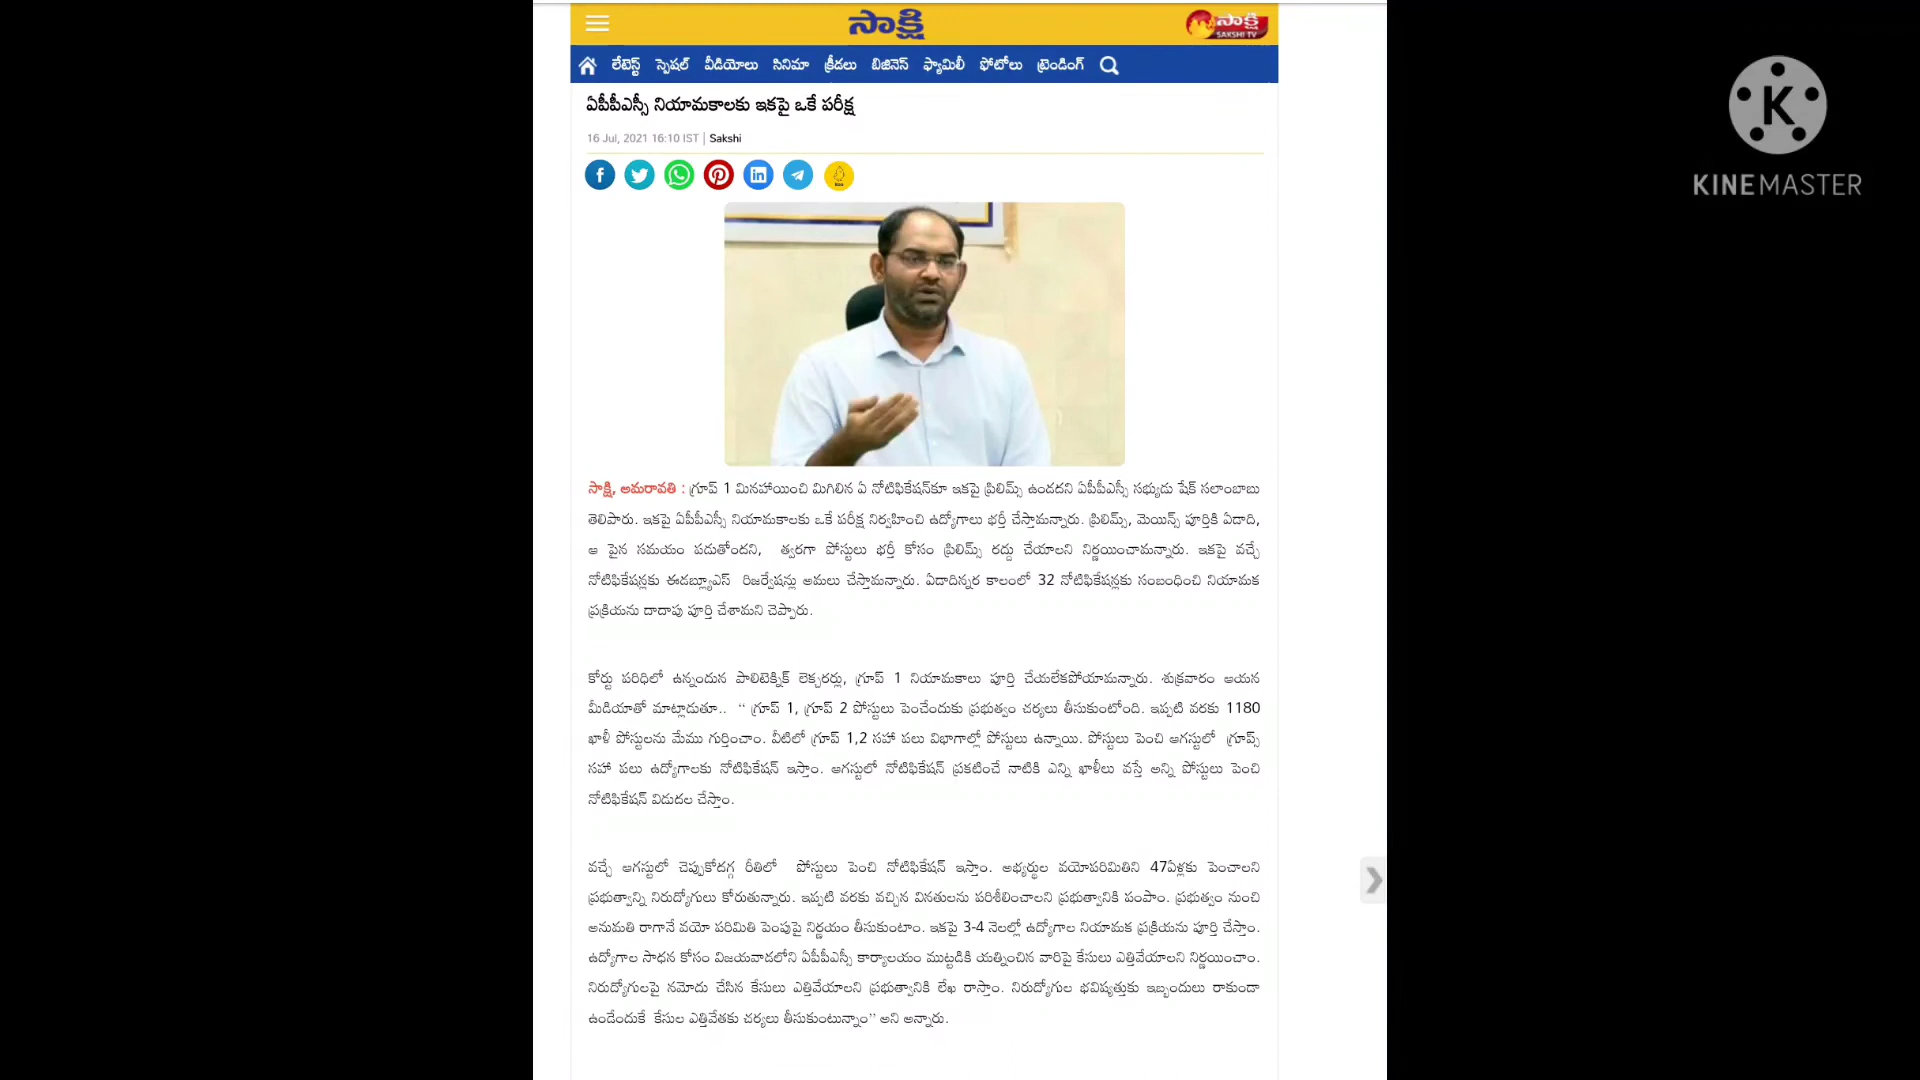 సాక్షి
సాక్షి
SAKSHI TV
లేటెస్ట్ స్పెషల్ వీడియోలు సినిమా క్రీడలు బిజినెస్ ఫ్యామిలీ ఫోటోలు ట్రెండింగ్
ఏపీపీఎస్సీ నియామకాలకు ఇకపై ఒకే పరీక్ష
16 Jul, 2021 16:10 IST | Sakshi
సాక్షి, అమరావతి : గ్రూప్ 1 మినహాయించి మిగిలిన ఏ నోటిఫికేషన్‌కూ ఇకపై ప్రిలిమ్స్ ఉండదని ఏపీపీఎస్సీ సభ్యుడు షేక్ సలాంబాబు
తెలిపారు. ఇకపై ఏపీపీఎస్సీ నియామకాలకు ఒకే పరీక్ష నిర్వహించి ఉద్యోగాలు భర్తీ చేస్తామన్నారు. ప్రిలిమ్స్, మెయిన్స్ పూర్తికి ఏడాది,
ఆ పైన సమయం పడుతోందని, త్వరగా పోస్టులు భర్తీ కోసం ప్రిలిమ్స్ రద్దు చేయాలని నిర్ణయించామన్నారు. ఇకపై వచ్చే
నోటిఫికేషన్లకు ఈడబ్ల్యూఎస్ రిజర్వేషన్లు అమలు చేస్తామన్నారు. ఏడాదిన్నర కాలంలో 32 నోటిఫికేషన్లకు సంబంధించి నియామక
ప్రక్రియను దాదాపు పూర్తి చేశామని చెప్పారు.
కోర్టు పరిధిలో ఉన్నందున పాలిటెక్నిక్ లెక్చరర్లు, గ్రూప్ 1 నియామకాలు పూర్తి చేయలేకపోయామన్నారు. శుక్రవారం ఆయన
మీడియాతో మాట్లాడుతూ.. ‘‘ గ్రూప్ 1, గ్రూప్ 2 పోస్టులు పెంచేందుకు ప్రభుత్వం చర్యలు తీసుకుంటోంది. ఇప్పటి వరకు 1180
ఖాళీ పోస్టులను మేము గుర్తించాం. వీటిలో గ్రూప్ 1,2 సహా పలు విభాగాల్లో పోస్టులు ఉన్నాయి. పోస్టులు పెంచి ఆగస్టులో గ్రూప్స్
సహా పలు ఉద్యోగాలకు నోటిఫికేషన్ ఇస్తాం. ఆగస్టులో నోటిఫికేషన్ ప్రకటించే నాటికి ఎన్ని ఖాళీలు వస్తే అన్ని పోస్టులు పెంచి
నోటిఫికేషన్ విడుదల చేస్తాం.
వచ్చే ఆగస్టులో చెప్పుకోదగ్గ రీతిలో పోస్టులు పెంచి నోటిఫికేషన్ ఇస్తాం. అభ్యర్థుల వయోపరిమితిని 47ఏళ్లకు పెంచాలని
ప్రభుత్వాన్ని నిరుద్యోగులు కోరుతున్నారు. ఇప్పటి వరకు వచ్చిన వినతులను పరిశీలించాలని ప్రభుత్వానికి పంపాం. ప్రభుత్వం నుంచి
అనుమతి రాగానే వయో పరిమితి పెంపుపై నిర్ణయం తీసుకుంటాం. ఇకపై 3-4 నెలల్లో ఉద్యోగాల నియామక ప్రక్రియను పూర్తి చేస్తాం.
ఉద్యోగాల సాధన కోసం విజయవాడలోని ఏపీపీఎస్సీ కార్యాలయం ముట్టడికి యత్నించిన వారిపై కేసులు ఎత్తివేయాలని నిర్ణయించాం.
నిరుద్యోగులపై నమోదు చేసిన కేసులు ఎత్తివేయాలని ప్రభుత్వానికి లేఖ రాస్తాం. నిరుద్యోగుల భవిష్యత్తుకు ఇబ్బందులు రాకుండా
ఉండేందుకే కేసుల ఎత్తివేతకు చర్యలు తీసుకుంటున్నాం’’ అని అన్నారు.
K
KINEMASTER